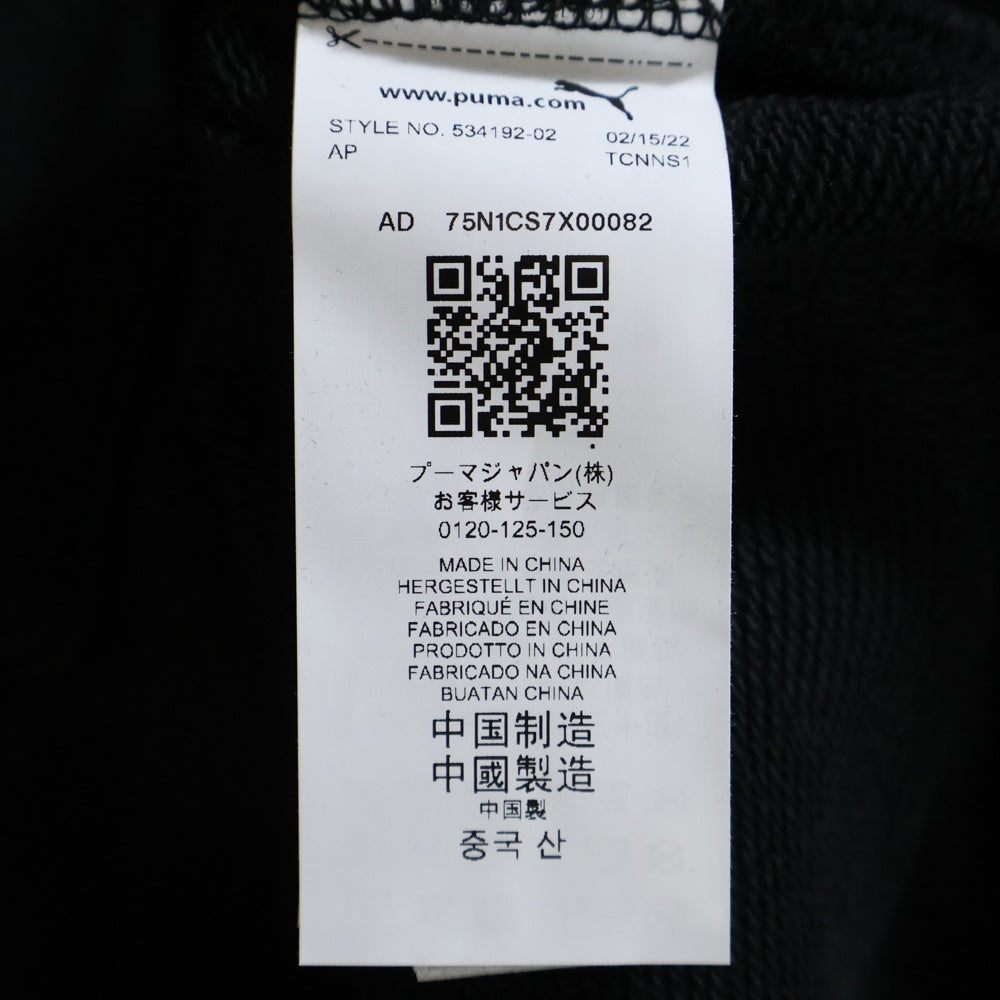 www.puma.com
STYLE NO. 534192-02 02/15/22
AP TCNNS1
AD 75N1CS7X00082
プーマジャパン(株)
お客様サービス
0120-125-150
MADE IN CHINA
HERGESTELLT IN CHINA
FABRIQUÉ EN CHINE
FABRICADO EN CHINA
PRODOTTO IN CHINA
FABRICADO NA CHINA
BUATAN CHINA
中国制造
中國製造
中国製
중국 산